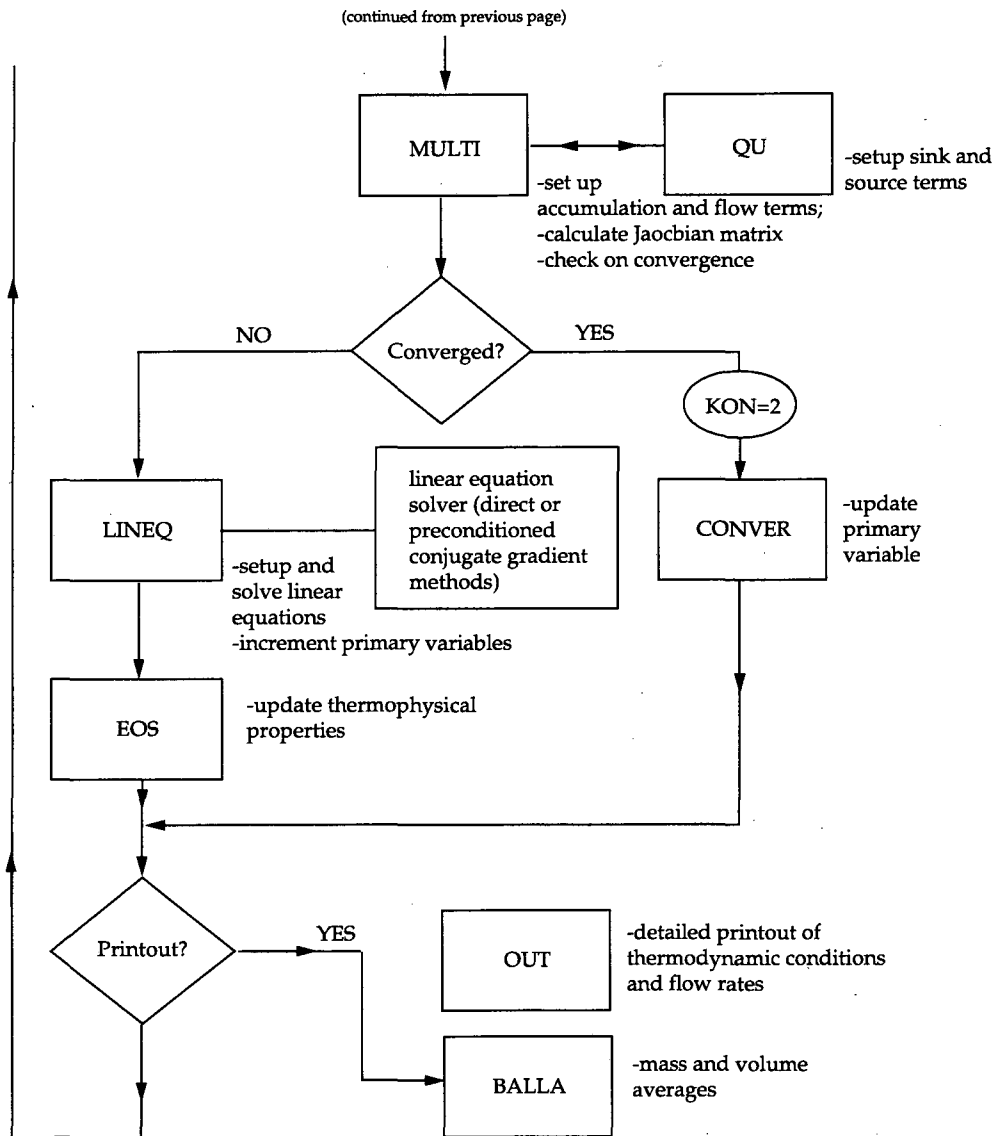 (continued from previous page)
MULTI
QU
-setup sink and
source terms
-set up
accumulation and flow terms;
-calculate Jaocbian matrix
-check on convergence
NO
Converged?
YES
KON=2
LINEQ
-setup and
solve linear
equations
-increment primary variables
linear equation
solver (direct or
preconditioned
conjugate gradient
methods)
CONVER
-update
primary
variable
EOS
-update thermophysical
properties
Printout?
YES
OUT
-detailed printout of
thermodynamic conditions
and flow rates
BALLA
-mass and volume
averages